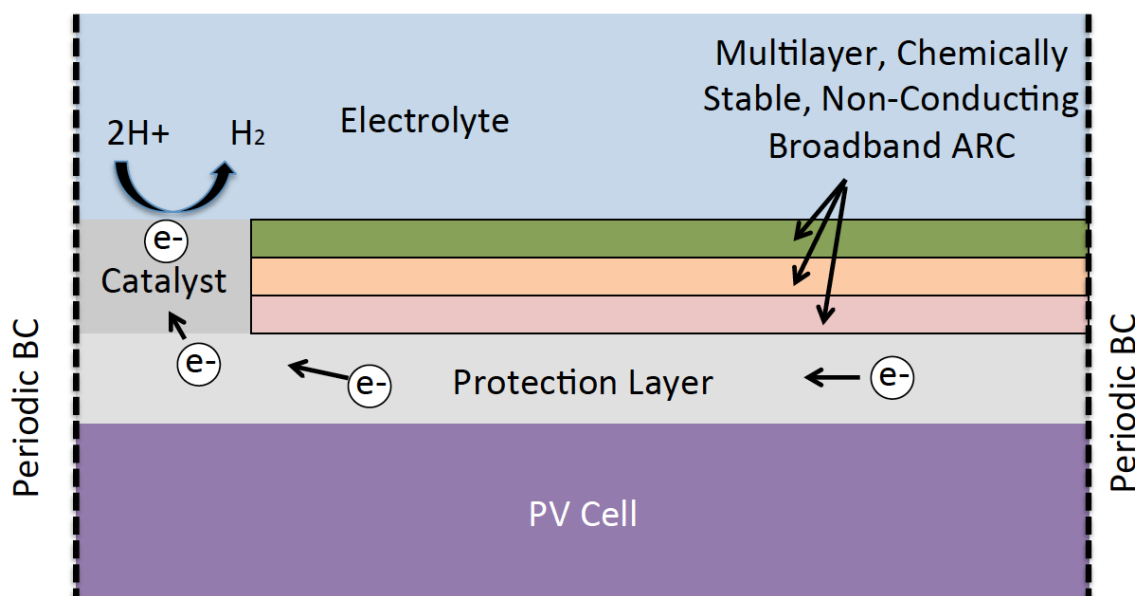 Multilayer, Chemically
Stable, Non-Conducting
Broadband ARC
2H+
H₂
Electrolyte
e-
Catalyst
e-
e-
Protection Layer
e-
PV Cell
Periodic BC
Periodic BC